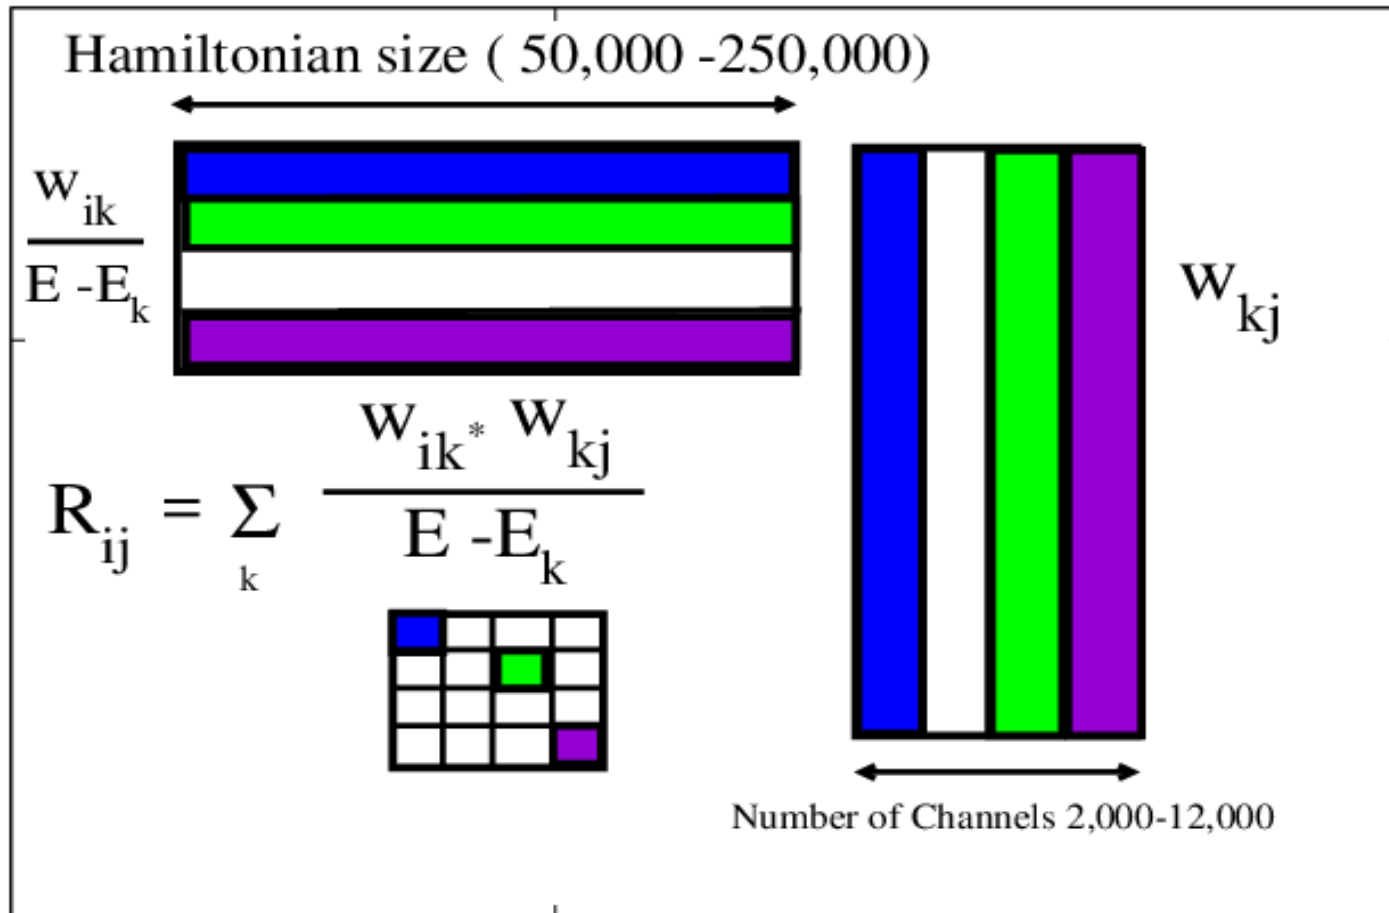 Hamiltonian size ( 50,000 -250,000)
w_ik
E -E_k
w_kj
w_ik* w_kj
R_ij = Σ
E -E_k
k
Number of Channels 2,000-12,000